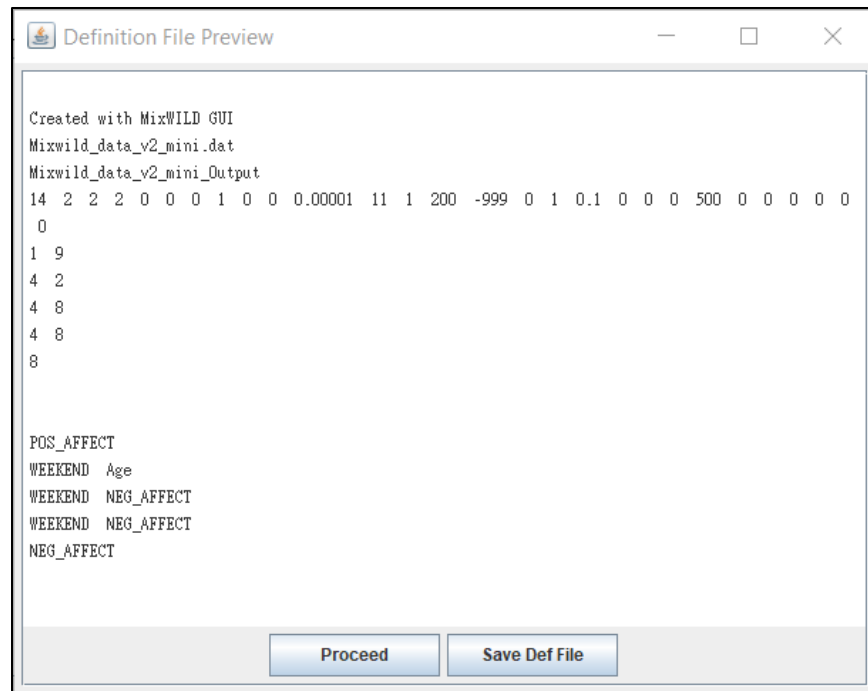 Definition File Preview
Created with MixWILD GUI
Mixwild_data_v2_mini.dat
Mixwild_data_v2_mini_Output
14 2 2 2 0 0 0 1 0 0 0.00001 11 1 200 -999 0 1 0.1 0 0 0 500 0 0 0 0 0
0
1 9
4 2
4 8
4 8
8
POS_AFFECT
WEEKEND Age
WEEKEND NEG_AFFECT
WEEKEND NEG_AFFECT
NEG_AFFECT
Proceed Save Def File